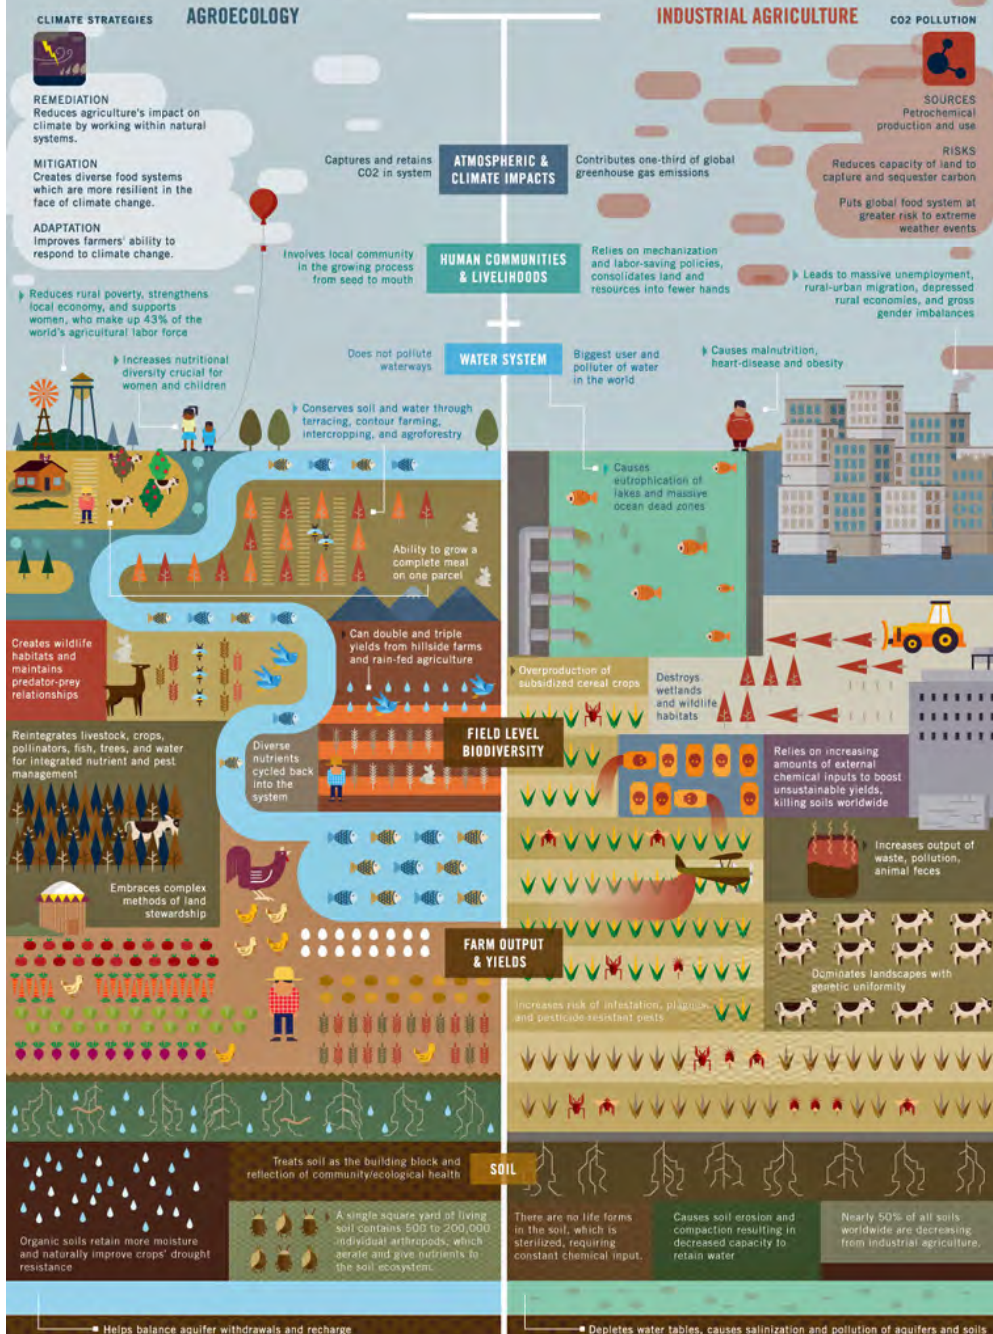 CLIMATE STRATEGIES
AGROECOLOGY
INDUSTRIAL AGRICULTURE
CO2 POLLUTION
REMEDIATION
Reduces agriculture's impact on
climate by working within natural
systems.
MITIGATION
Creates diverse food systems
which are more resilient in the
face of climate change.
ADAPTATION
Improves farmers' ability to
respond to climate change.
SOURCES
Petrochemical
production and use
RISKS
Reduces capacity of land to
capture and sequester carbon
Puts global food system at
greater risk to extreme
weather events
Captures and retains
CO2 in system
ATMOSPHERIC &
CLIMATE IMPACTS
Contributes one-third of global
greenhouse gas emissions
Involves local community
in the growing process
from seed to mouth
HUMAN COMMUNITIES
& LIVELIHOODS
Relies on mechanization
and labor-saving policies,
consolidates land and
resources into fewer hands
Reduces rural poverty, strengthens
local economy, and supports
women, who make up 43% of the
world's agricultural labor force
Leads to massive unemployment,
rural-urban migration, depressed
rural economies, and gross
gender imbalances
Increases nutritional
diversity crucial for
women and children
Does not pollute
waterways
WATER SYSTEM
Biggest user and
polluter of water
in the world
Causes malnutrition,
heart-disease and obesity
Conserves soil and water through
terracing, contour farming,
intercropping, and agroforestry
Causes
eutrophication of
lakes and massive
ocean dead zones
Ability to grow a
complete meal
on one parcel
Creates wildlife
habitats and
maintains
predator-prey
relationships
Can double and triple
yields from hillside farms
and rain-fed agriculture
Overproduction of
subsidized cereal crops
Destroys
wetlands
and wildlife
habitats
Reintegrates livestock, crops,
pollinators, fish, trees, and water
for integrated nutrient and pest
management
Diverse
nutrients
cycled back
into the
system
FIELD LEVEL
BIODIVERSITY
Relies on increasing
amounts of external
chemical inputs to boost
unsustainable yields,
killing soils worldwide
Increases output of
waste, pollution,
animal feces
Embraces complex
methods of land
stewardship
FARM OUTPUT
& YIELDS
Dominates landscapes with
genetic uniformity
Increases risk of infestation, plagues,
and pesticide-resistant pests
Treats soil as the building block and
reflection of community/ecological health
SOIL
Organic soils retain more moisture
and naturally improve crops' drought
resistance
A single square yard of living
soil contains 500 to 200,000
individual arthropods, which
aerate and give nutrients to
the soil ecosystem.
There are no life forms
in the soil, which is
sterilized, requiring
constant chemical input.
Causes soil erosion and
compaction resulting in
decreased capacity to
retain water
Nearly 50% of all soils
worldwide are decreasing
from industrial agriculture.
Helps balance aquifer withdrawals and recharge
Depletes water tables, causes salinization and pollution of aquifers and soils